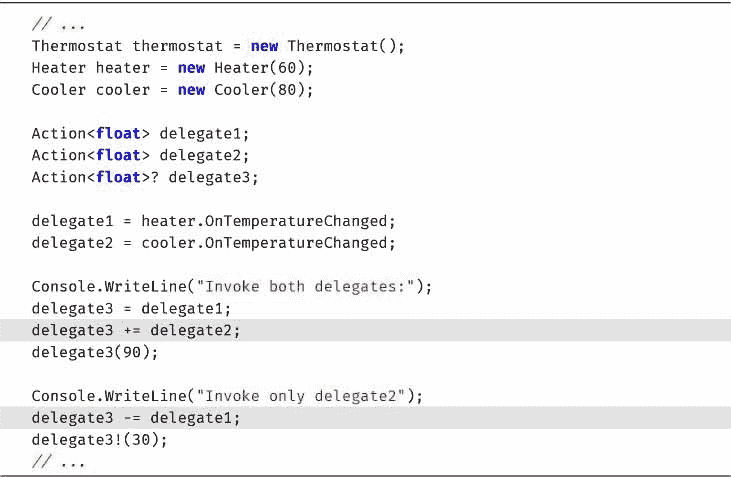 // ...
Thermostat thermostat = new Thermostat();
Heater heater = new Heater(60);
Cooler cooler = new Cooler(80);
Action<float> delegate1;
Action<float> delegate2;
Action<float>? delegate3;
delegate1 = heater.OnTemperatureChanged;
delegate2 = cooler.OnTemperatureChanged;
Console.WriteLine("Invoke both delegates:");
delegate3 = delegate1;
delegate3 += delegate2;
delegate3(90);
Console.WriteLine("Invoke only delegate2");
delegate3 -= delegate1;
delegate3!(30);
// ...